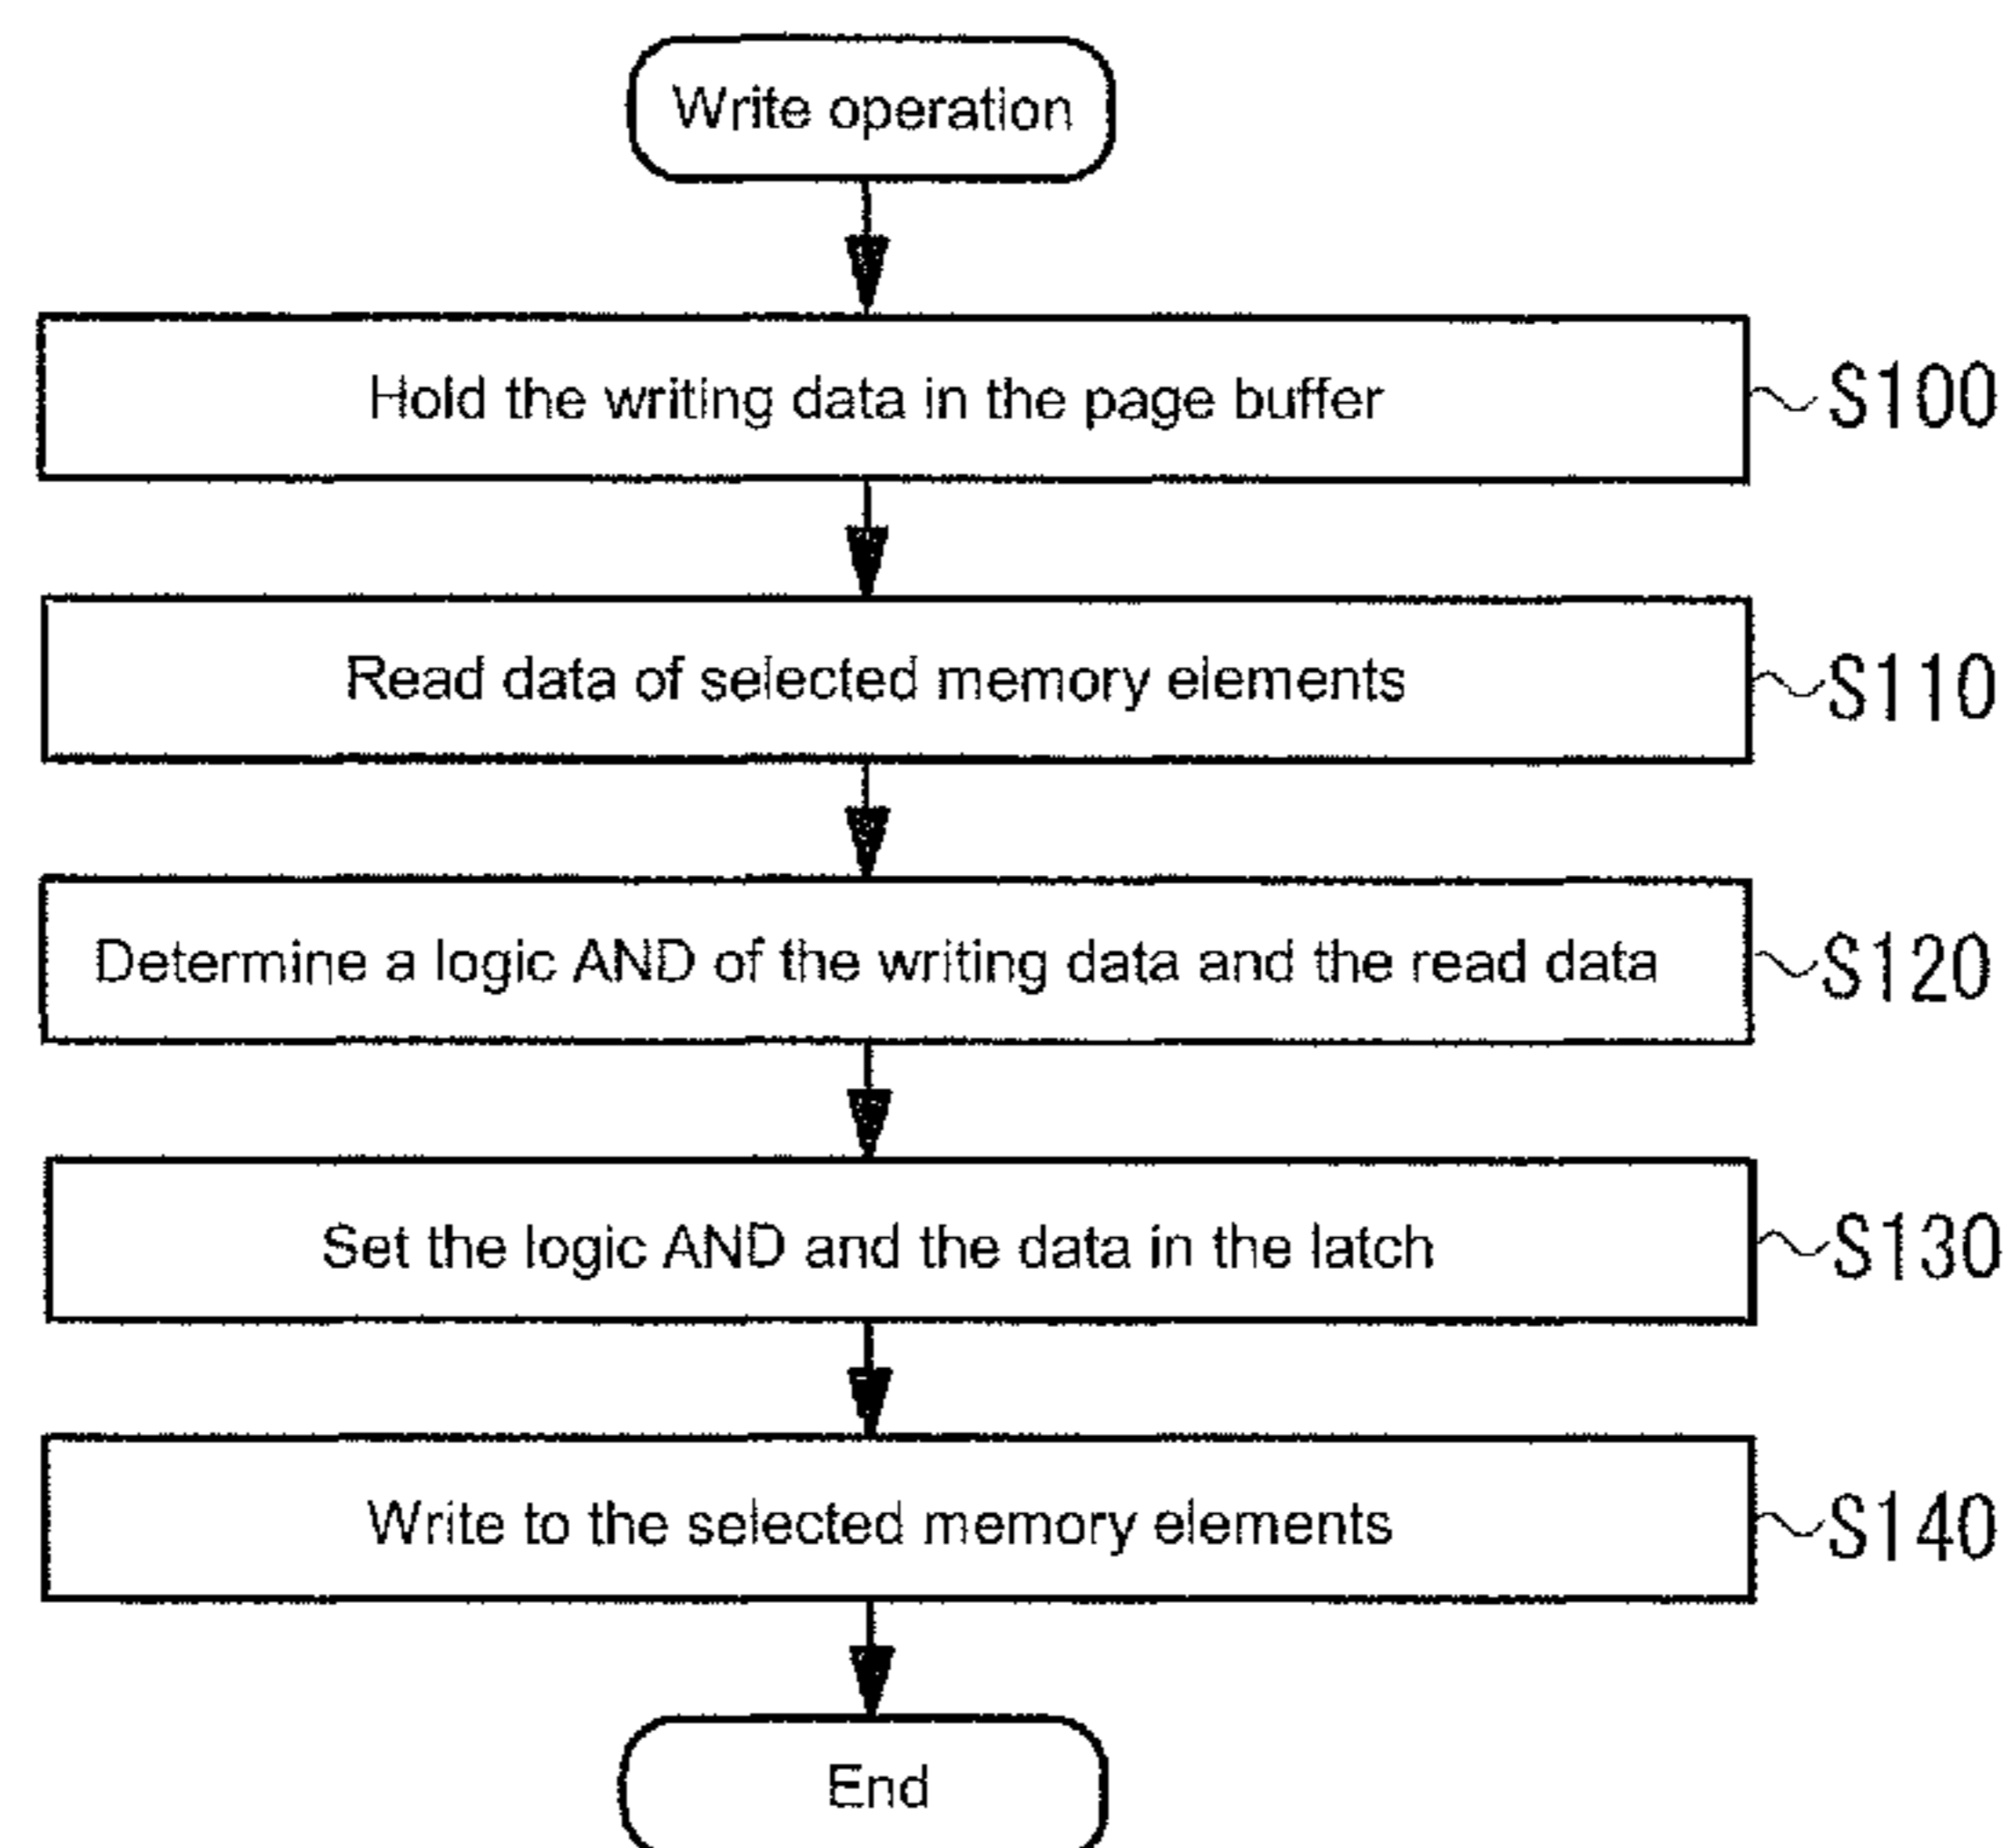 Write operation
Hold the writing data in the page buffer
S100
Read data of selected memory elements
S110
Determine a logic AND of the writing data and the read data
S120
Set the logic AND and the data in the latch
S130
Write to the selected memory elements
S140
End